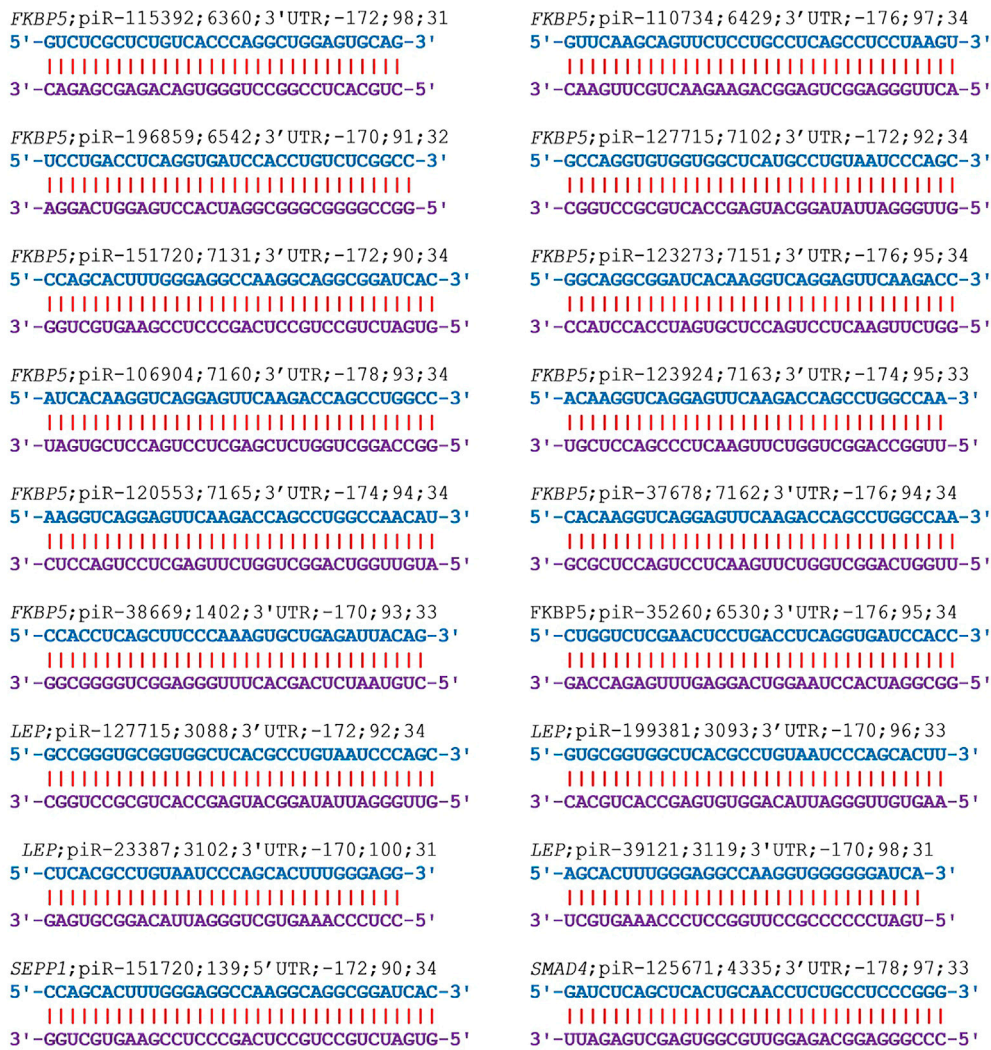 FKBP5;piR-115392;6360;3'UTR;-172;98,31
5'-GUCUCGCUCUGUCACCCAGGCUGGAGUGCAG-3'
3'-CAGAGCGAGACAGUGGGUCCGGCCUCACGUC-5'
FKBP5;piR-196859;6542;3’UTR;-170;91,32
5'-UCCUGACCUCAGGUGAUCCACCUGUCUCGGCC-3'
3'-AGGACUGGAGUCCACUAGGCGGGCGGGGCCGG-5'
FKBP5;piR-151720;7131;3’UTR;-172;90;34
5'-CCAGCACUUUGGGAGGCCAAGGCAGGCGGAUCAC-3'
3'-GGUCGUGAAGCCUCCCGACUCCGUCCGUCUAGUG-5'
FKBP5;piR-106904;7160;3’UTR;-178;93;34
5'-AUCACAAGGUCAGGAGUUCAAGACCAGCCUGGCC-3'
3'-UAGUGCUCCAGUCCUCGAGCUCUGGUCGGACCGG-5'
FKBP5;piR-120553;7165;3’UTR;-174;94;34
5'-AAGGUCAGGAGUUCAAGACCAGCCUGGCCAACAU-3'
3'-CUCCAGUCCUCGAGUUCUGGUCGGACUGGUUGUA-5'
FKBP5;piR-38669;1402;3'UTR;-170;93;33
5'-CCACCUCAGCUUCCCAAAGUGCUGAGAUUACAG-3'
3'-GGCGGGGUCGGAGGGUUUCACGACUCUAAUGUC-5'
LEP;piR-127715;3088;3’UTR;-172;92;34
5'-GCCGGGUGCGGUGGCUCACGCCUGUAAUCCCAGC-3'
3'-CGGUCCGCGUCACCGAGUACGGAUAUUAGGGUUG-5'
LEP;piR-23387;3102;3'UTR;-170;100;31
5'-CUCACGCCUGUAAUCCCAGCACUUUGGGAGG-3'
3'-GAGUGCGGACAUUAGGGUCGUGAAACCCUCC-5'
SEPP1;piR-151720;139;5’UTR;-172;90;34
5'-CCAGCACUUUGGGAGGCCAAGGCAGGCGGAUCAC-3'
3'-GGUCGUGAAGCCUCCCGACUCCGUCCGUCUAGUG-5'
FKBP5;piR-110734;6429;3’UTR;-176;97;34
5'-GUUCAAGCAGUUCUCCUGCCUCAGCCUCCUAAGU-3'
3'-CAAGUUCGUCAAGAAGACGGAGUCGGAGGGUUCA-5'
FKBP5;piR-127715;7102;3’UTR;-172;92;34
5'-GCCAGGUGUGGUGGCUCAUGCCUGUAAUCCCAGC-3'
3'-CGGUCCGCGUCACCGAGUACGGAUAUUAGGGUUG-5'
FKBP5;piR-123273;7151;3’UTR;-176;95;34
5'-GGCAGGCGGAUCACAAGGUCAGGAGUUCAAGACC-3'
3'-CCAUCCACCUAGUGCUCCAGUCCUCAAGUUCUGG-5'
FKBP5;piR-123924;7163;3’UTR;-174;95;33
5'-ACAAGGUCAGGAGUUCAAGACCAGCCUGGCCAA-3'
3'-UGCUCCAGCCCUCAAGUUCUGGUCGGACCGGUU-5'
FKBP5;piR-37678;7162;3'UTR;-176;94;34
5'-CACAAGGUCAGGAGUUCAAGACCAGCCUGGCCAA-3'
3'-GCGCUCCAGUCCUCAAGUUCUGGUCGGACUGGUU-5'
FKBP5;piR-35260;6530;3'UTR;-176;95;34
5'-CUGGUCUCGAACUCCUGACCUCAGGUGAUCCACC-3'
3'-GACCAGAGUUUGAGGACUGGAAUCCACUAGGCGG-5'
LEP;piR-199381;3093;3’UTR;-170;96;33
5'-GUGCGGUGGCUCACGCCUGUAAUCCCAGCACUU-3'
3'-CACGUCACCGAGUGUGGACAUUAGGGUUGUGAA-5'
LEP;piR-39121;3119;3'UTR;-170;98;31
5'-AGCACUUUGGGAGGCCAAGGUGGGGGGAUCA-3'
3'-UCGUGAAACCCUCCGGUUCCGCCCCCCUAGU-5'
SMAD4;piR-125671;4335;3’UTR;-178;97;33
5'-GAUCUCAGCUCACUGCAACCUCUGCCUCCCGGG-3'
3'-UUAGAGUCGAGUGGCGUUGGAGACGGAGGGCCC-5'